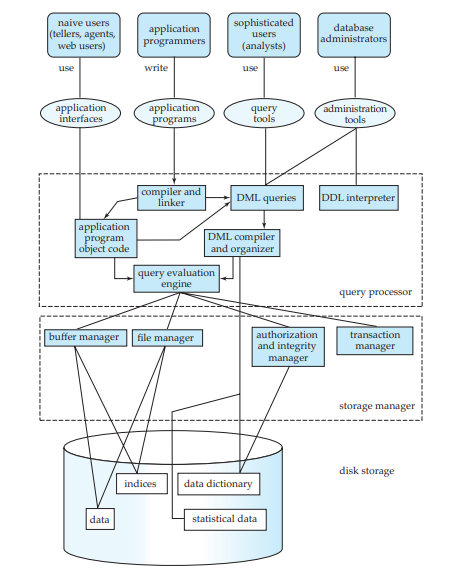 naive users
(tellers, agents,
web users)
application
programmers
sophisticated
users
(analysts)
database
administrators
use
write
use
use
application
interfaces
application
programs
query
tools
administration
tools
compiler and
linker
DML queries
DDL interpreter
application
program
object code
DML compiler
and organizer
query evaluation
engine
query processor
buffer manager
file manager
authorization
and integrity
manager
transaction
manager
storage manager
disk storage
indices
data dictionary
data
statistical data